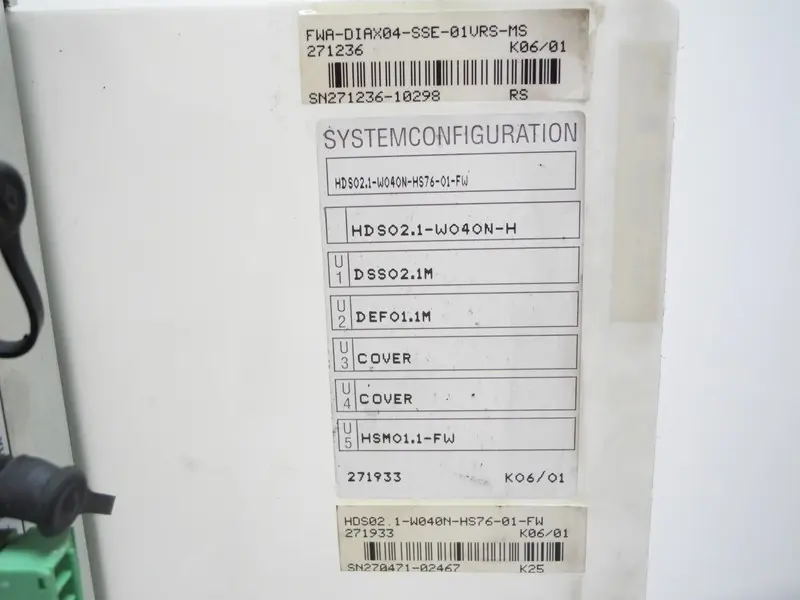 FWA-DIAX04-SSE-01VRS-MS
271236 K06/01
SN271236-10298 RS
SYSTEMCONFIGURATION
HDS02.1-W040N-HS76-01-FW
HDS02.1-W040N-H
U1 DSS02.1M
U2 DEF01.1M
U3 COVER
U4 COVER
U5 HSM01.1-FW
271933 K06/01
HDS02.1-W040N-HS76-01-FW
271933 K06/01
SN270471-02467 K25